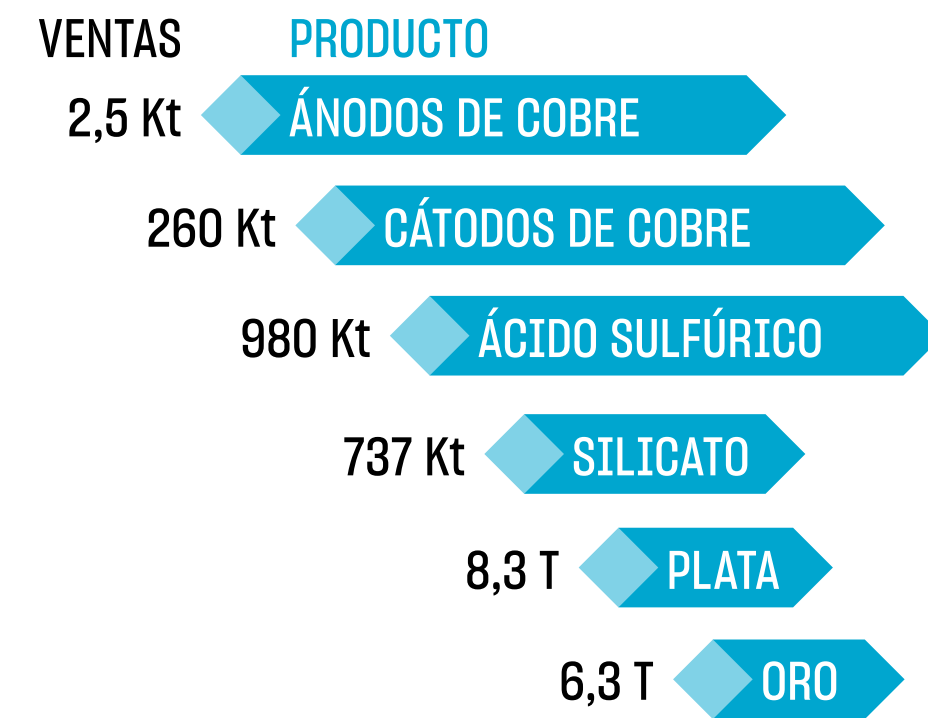 VENTAS PRODUCTO
2,5 Kt ÁNODOS DE COBRE
260 Kt CÁTODOS DE COBRE
980 Kt ÁCIDO SULFÚRICO
737 Kt SILICATO
8,3 T PLATA
6,3 T ORO